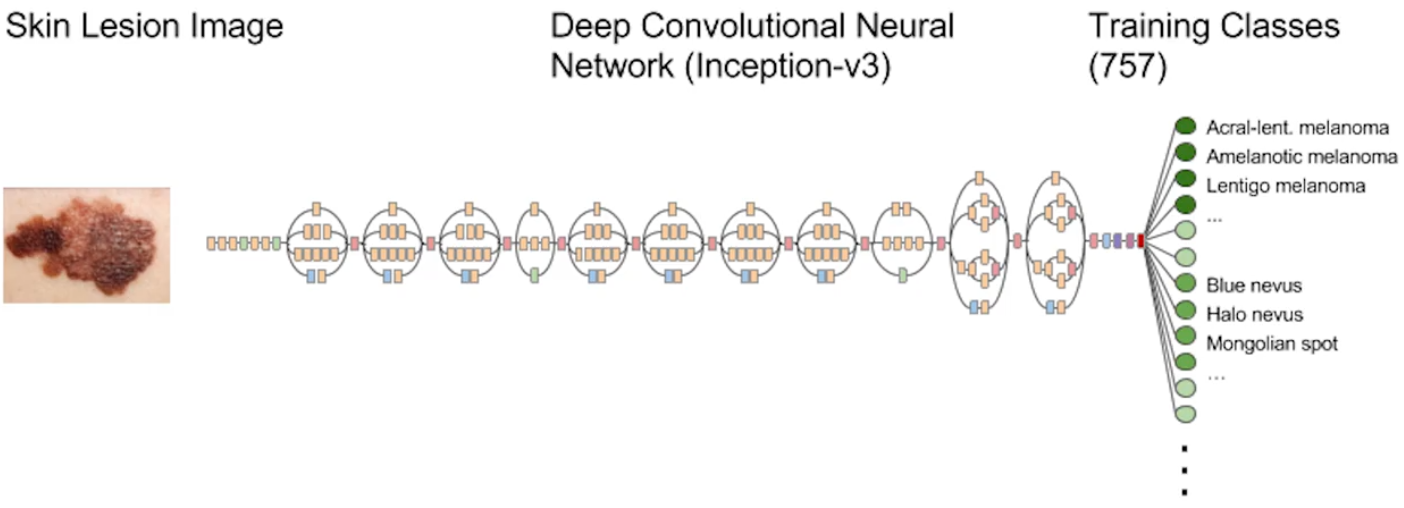 Skin Lesion Image
Deep Convolutional Neural
Network (Inception-v3)
Training Classes
(757)
Acral-lent. melanoma
Amelanotic melanoma
Lentigo melanoma
...
Blue nevus
Halo nevus
Mongolian spot
...